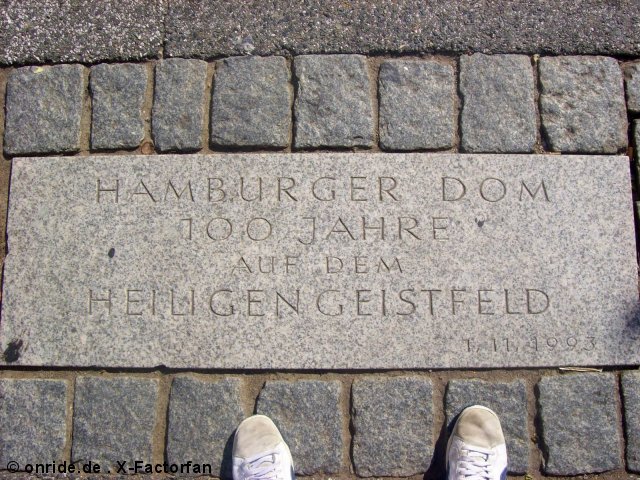 HAMBURGER DOM
100 JAHRE
AUF DEM
HEILIGENGEISTFELD
1.11.1993
© onride.de . X-Factorfan